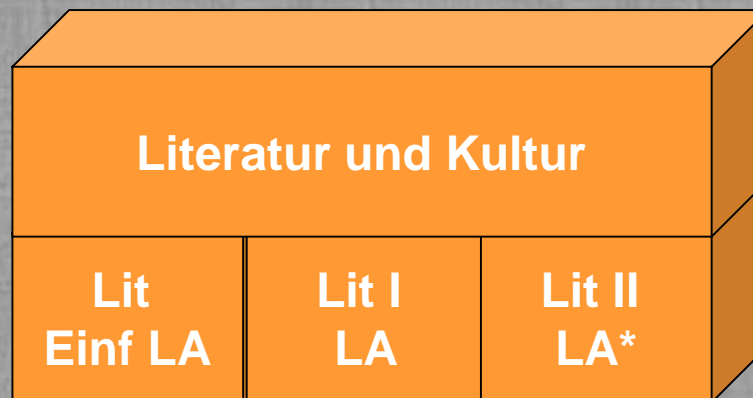 Literatur und Kultur
Lit
Einf LA
Lit I
LA
Lit II
LA*